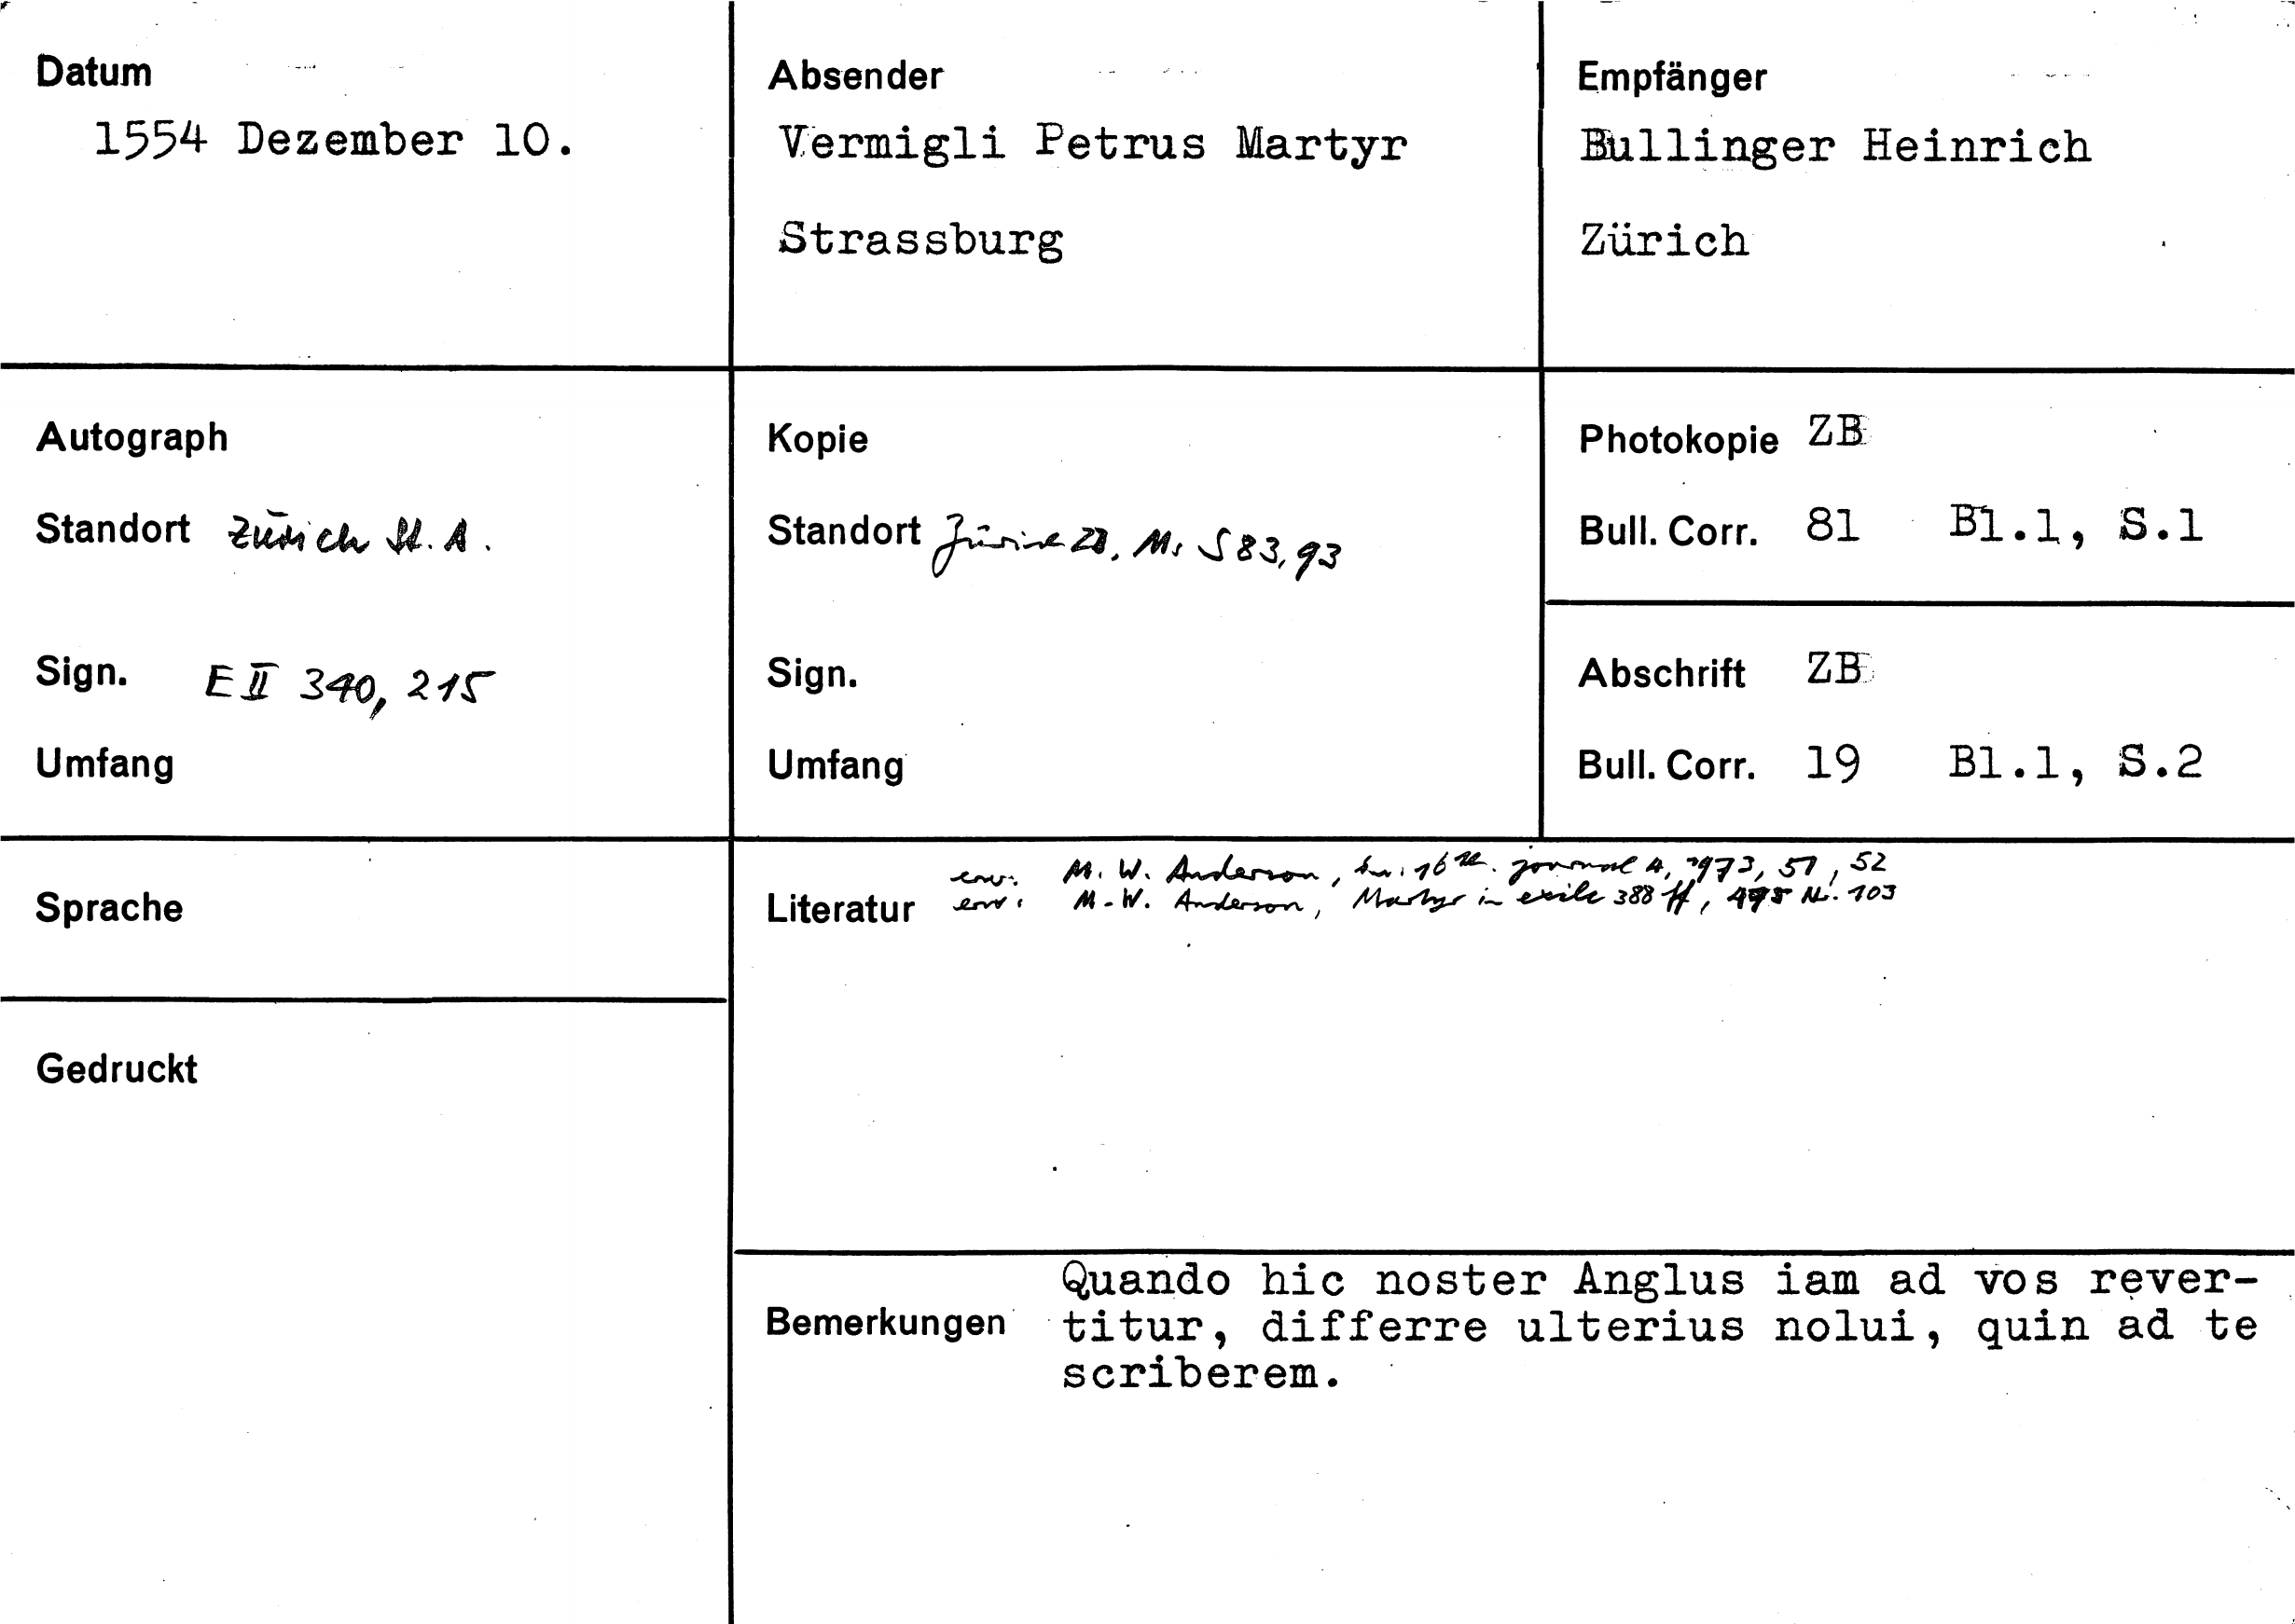 Datum
1554 Dezember 10.
Absender
Vermigli Petrus Martyr
Strassburg
Empfänger
Bullinger Heinrich
Zürich
Autograph
Standort Zürich St. A.
Sign. E II 340, 215
Umfang
Kopie
Standort Zürich ZB, Ms S 83, 93
Sign.
Umfang
Photokopie ZB
Bull. Corr. 81 Bl.1, S.1
Abschrift ZB
Bull. Corr. 19 Bl.1, S.2
Sprache
Gedruckt
Literatur
erw. M. W. Anderson, in: 16th. journal 4, 1973, 51, 52
erw. M. W. Anderson, Martyr in exile 388 ff, 495 Nr. 103
Bemerkungen
Quando hic noster Anglus iam ad vos rever-
titur, differre ulterius nolui, quin ad te
scriberem.